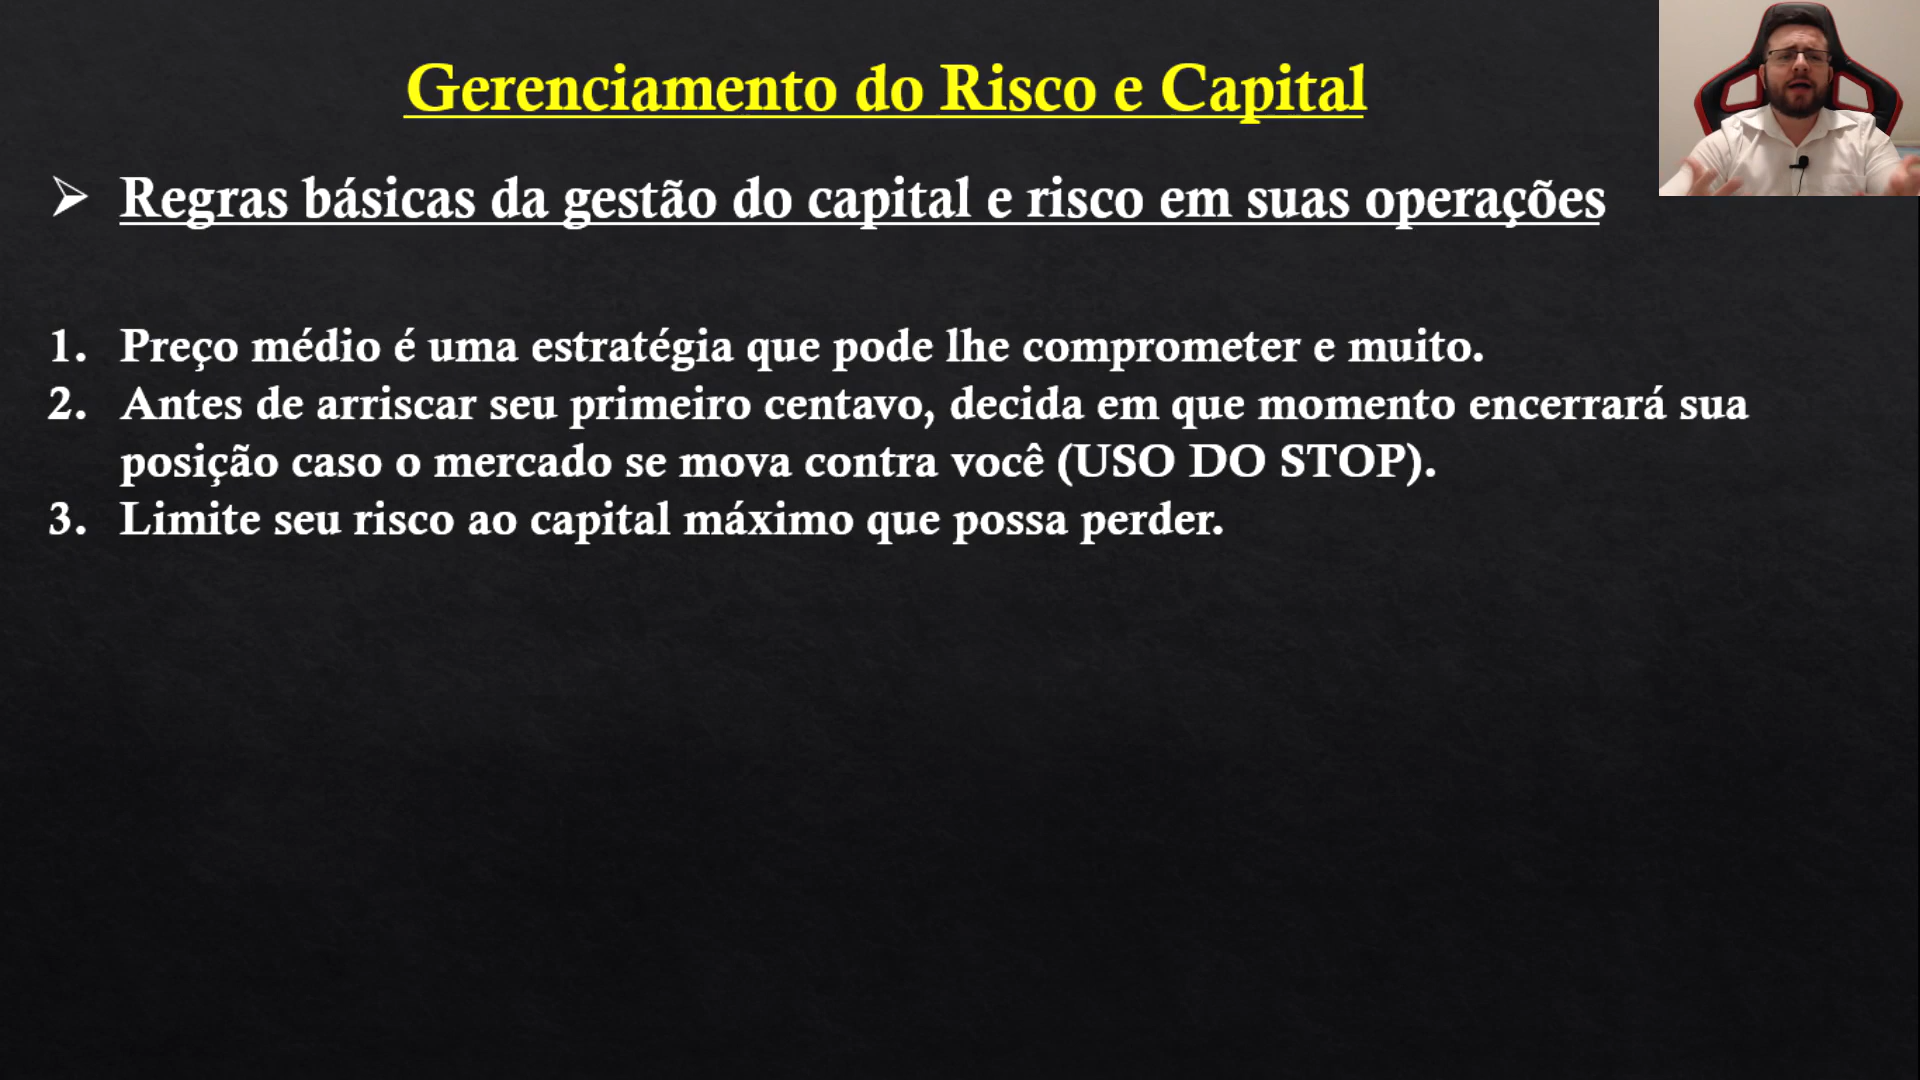 Gerenciamento do Risco e Capital
Regras básicas da gestão do capital e risco em suas operações
1. Preço médio é uma estratégia que pode lhe comprometer e muito.
2. Antes de arriscar seu primeiro centavo, decida em que momento encerrará sua
posição caso o mercado se mova contra você (USO DO STOP).
3. Limite seu risco ao capital máximo que possa perder.